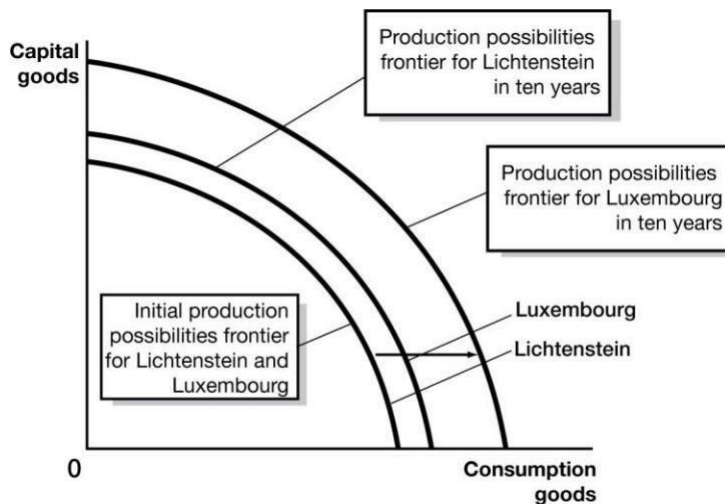 Capital
goods
Production possibilities
frontier for Lichtenstein
in ten years
Production possibilities
frontier for Luxembourg
in ten years
Initial production
possibilities frontier
for Lichtenstein and
Luxembourg
Luxembourg
Lichtenstein
0
Consumption
goods